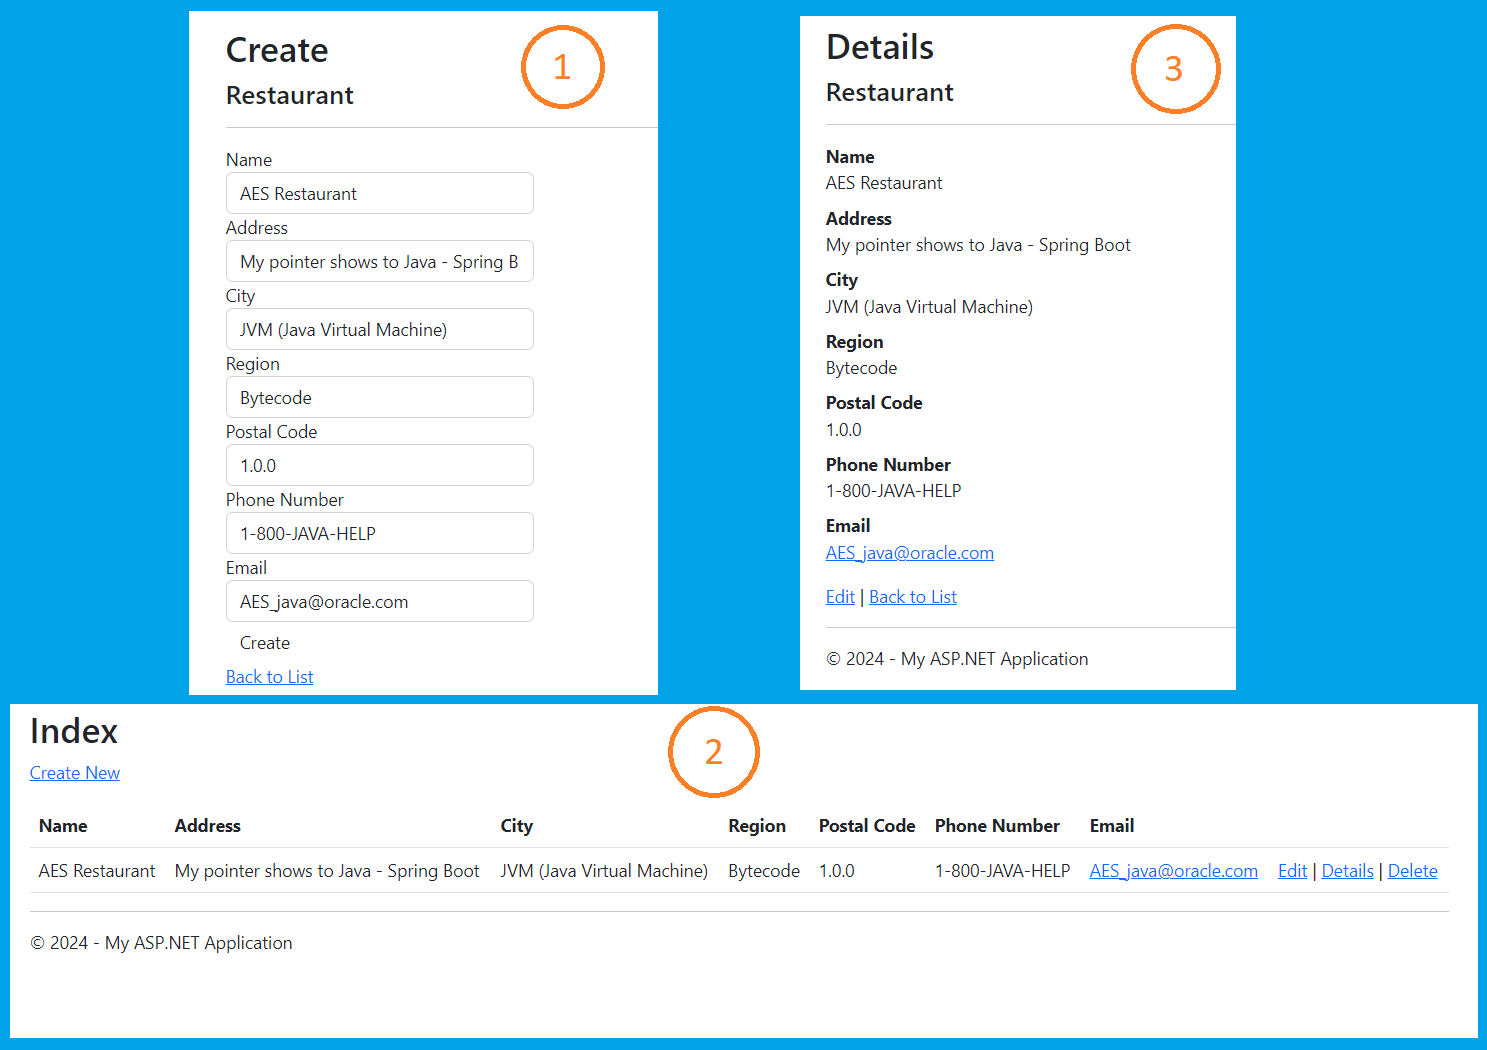 Create
1
Restaurant
Name
AES Restaurant
Address
My pointer shows to Java - Spring B
City
JVM (Java Virtual Machine)
Region
Bytecode
Postal Code
1.0.0
Phone Number
1-800-JAVA-HELP
Email
AES_java@oracle.com
Create
Back to List
Details
3
Restaurant
Name
AES Restaurant
Address
My pointer shows to Java - Spring Boot
City
JVM (Java Virtual Machine)
Region
Bytecode
Postal Code
1.0.0
Phone Number
1-800-JAVA-HELP
Email
AES_java@oracle.com
Edit | Back to List
© 2024 - My ASP.NET Application
Index
2
Create New
Name Address City Region Postal Code Phone Number Email
AES Restaurant My pointer shows to Java - Spring Boot JVM (Java Virtual Machine) Bytecode 1.0.0 1-800-JAVA-HELP AES_java@oracle.com Edit | Details | Delete
© 2024 - My ASP.NET Application